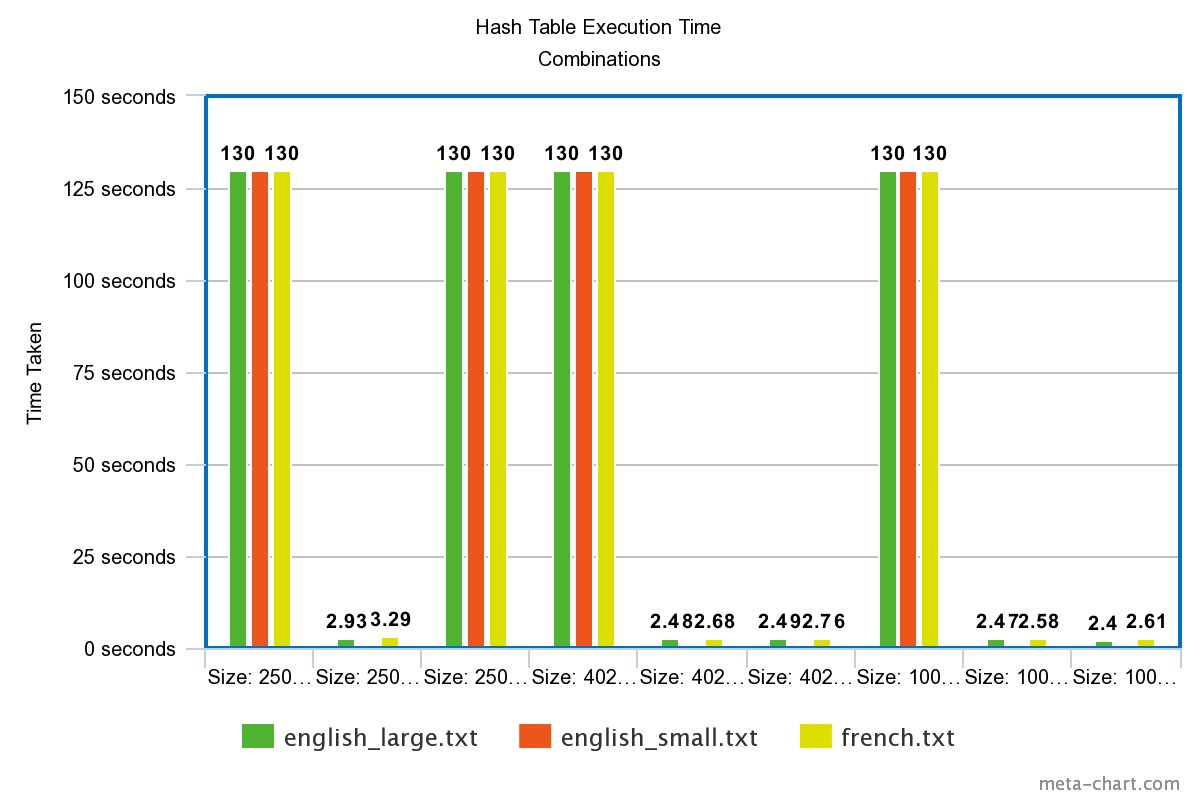 Hash Table Execution Time
Combinations
Time Taken
150 seconds
125 seconds
100 seconds
75 seconds
50 seconds
25 seconds
0 seconds
130 130
2.93 3.29
130 130
130 130
2.48 2.68
2.49 2.76
130 130
2.47 2.58
2.4 2.61
Size: 250… Size: 250… Size: 250… Size: 402… Size: 402… Size: 402… Size: 100… Size: 100… Size: 100…
english_large.txt english_small.txt french.txt
meta-chart.com